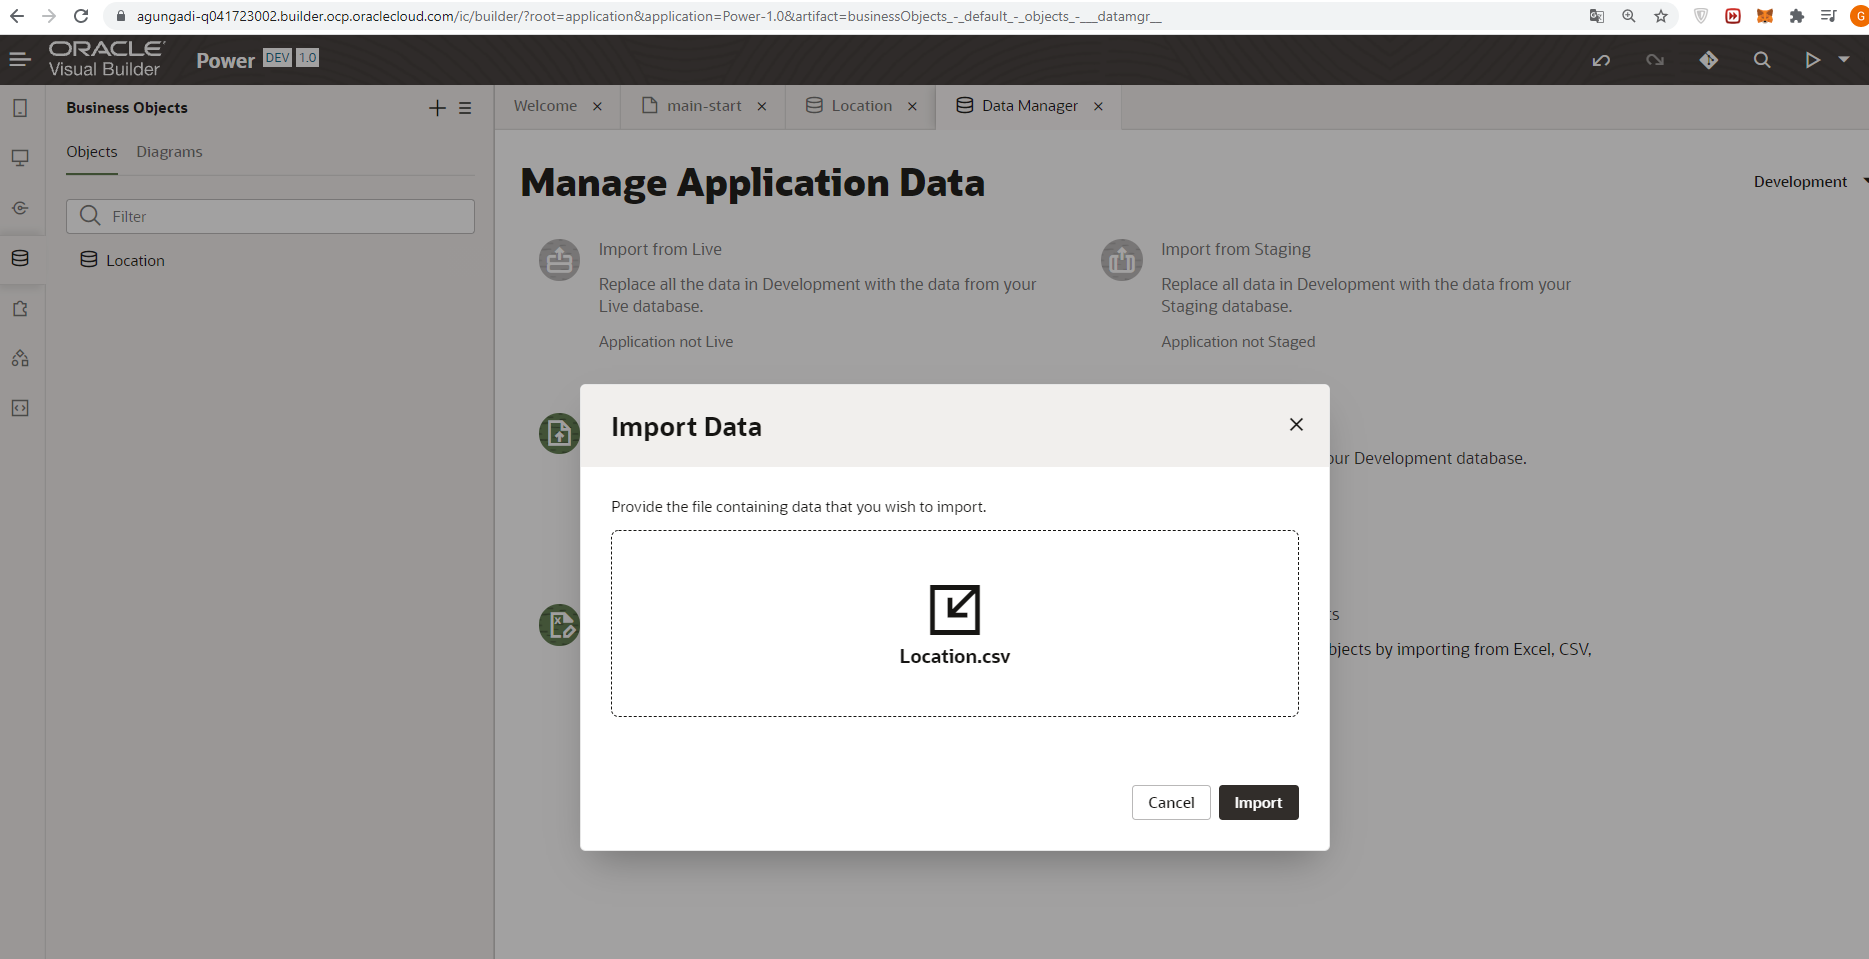 agungadi-q041723002.builder.ocp.oraclecloud.com/ic/builder/?root=application&application=Power-1.0&artifact=businessObjects_-_default_-_objects_-___datamgr__
G
ORACLE
Visual Builder
Power DEV 1.0
Business Objects
Welcome
main-start
Location
Data Manager
Objects
Diagrams
Filter
Location
Manage Application Data
Development
Import from Live
Replace all the data in Development with the data from your
Live database.
Application not Live
Import from Staging
Replace all data in Development with the data from your
Staging database.
Application not Staged
Import Data
our Development database.
Provide the file containing data that you wish to import.
Location.csv
ts
bjects by importing from Excel, CSV,
Cancel
Import